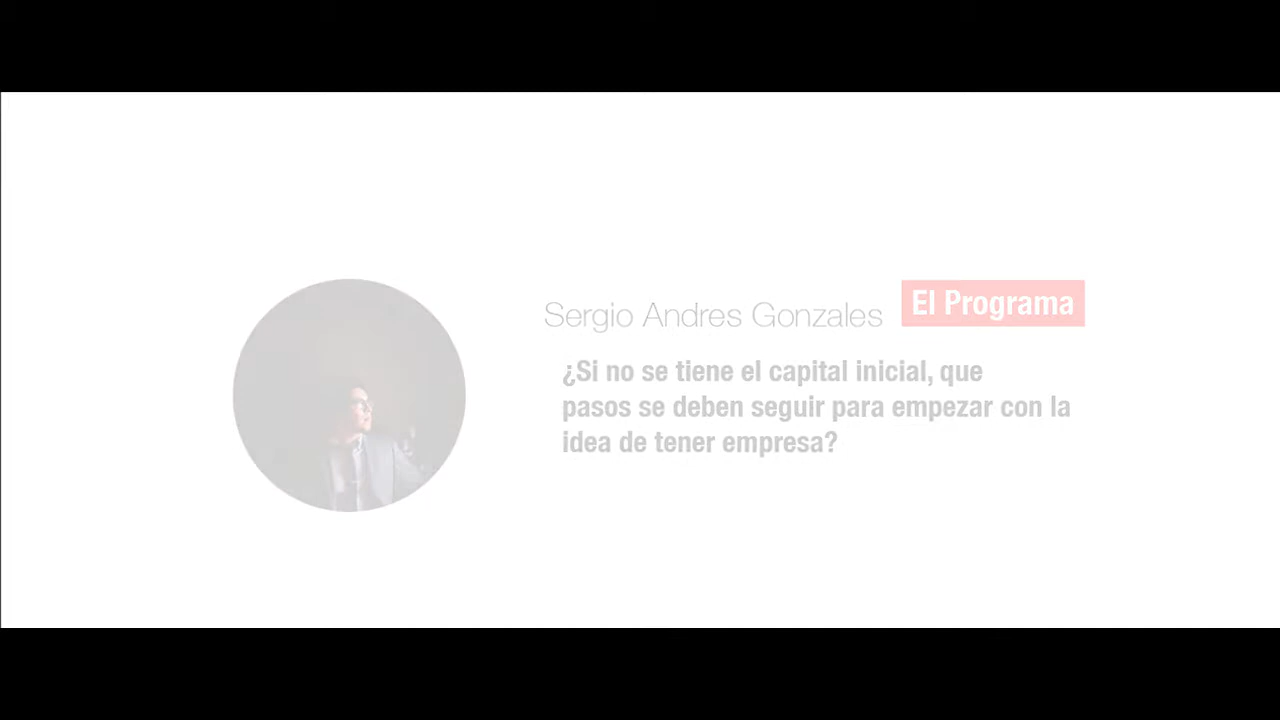 Sergio Andres Gonzales El Programa
¿Si no se tiene el capital inicial, que
pasos se deben seguir para empezar con la
idea de tener empresa?